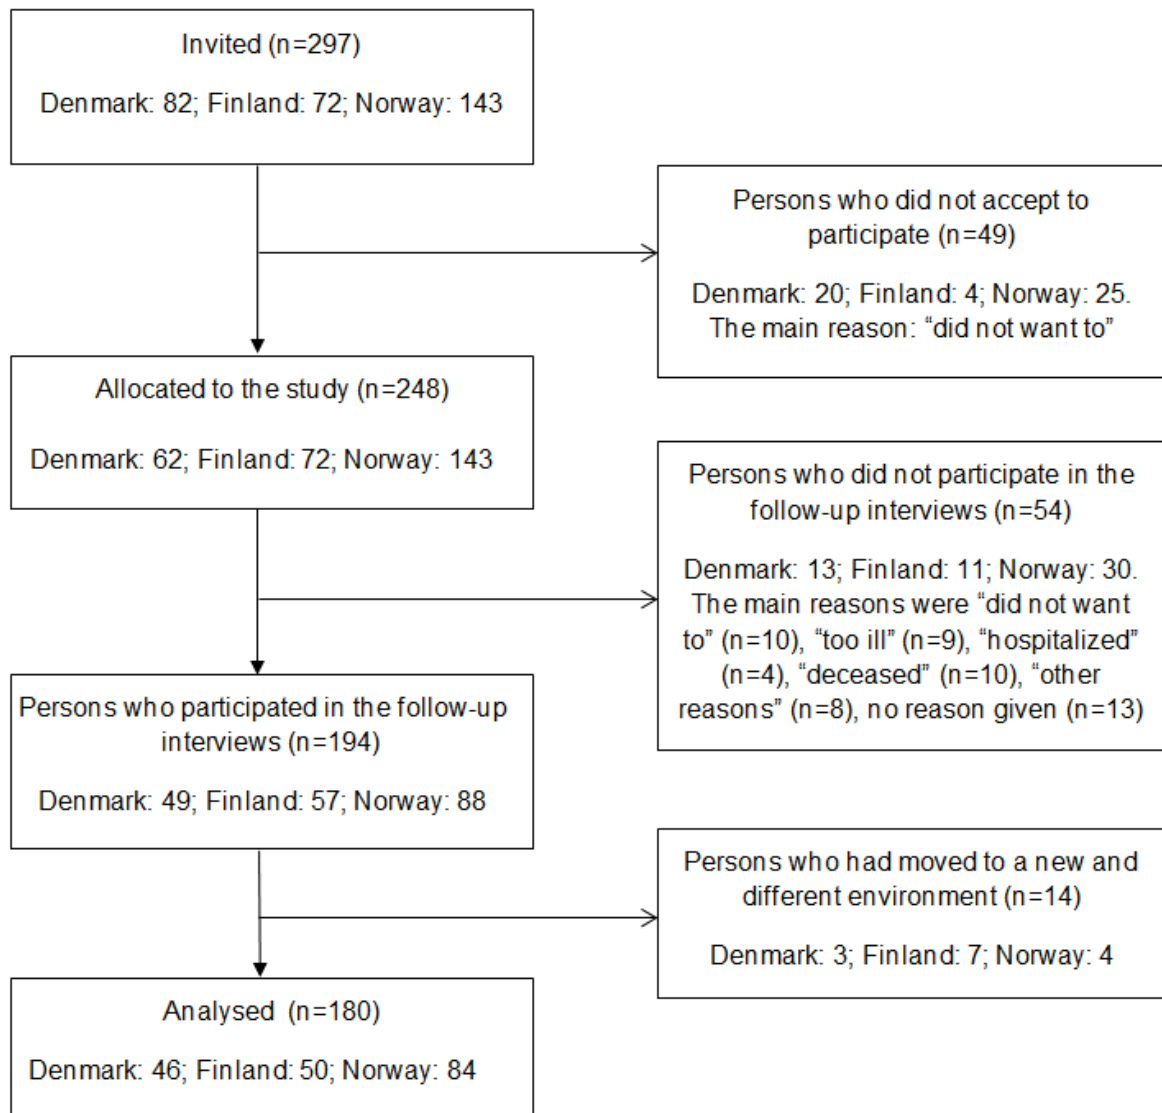 Invited (n=297)
Denmark: 82; Finland: 72; Norway: 143
Persons who did not accept to
participate (n=49)
Denmark: 20; Finland: 4; Norway: 25.
The main reason: “did not want to”
Allocated to the study (n=248)
Denmark: 62; Finland: 72; Norway: 143
Persons who did not participate in the
follow-up interviews (n=54)
Denmark: 13; Finland: 11; Norway: 30.
The main reasons were “did not want
to” (n=10), “too ill” (n=9), “hospitalized”
(n=4), “deceased” (n=10), “other
reasons” (n=8), no reason given (n=13)
Persons who participated in the follow-up
interviews (n=194)
Denmark: 49; Finland: 57; Norway: 88
Persons who had moved to a new and
different environment (n=14)
Denmark: 3; Finland: 7; Norway: 4
Analysed (n=180)
Denmark: 46; Finland: 50; Norway: 84